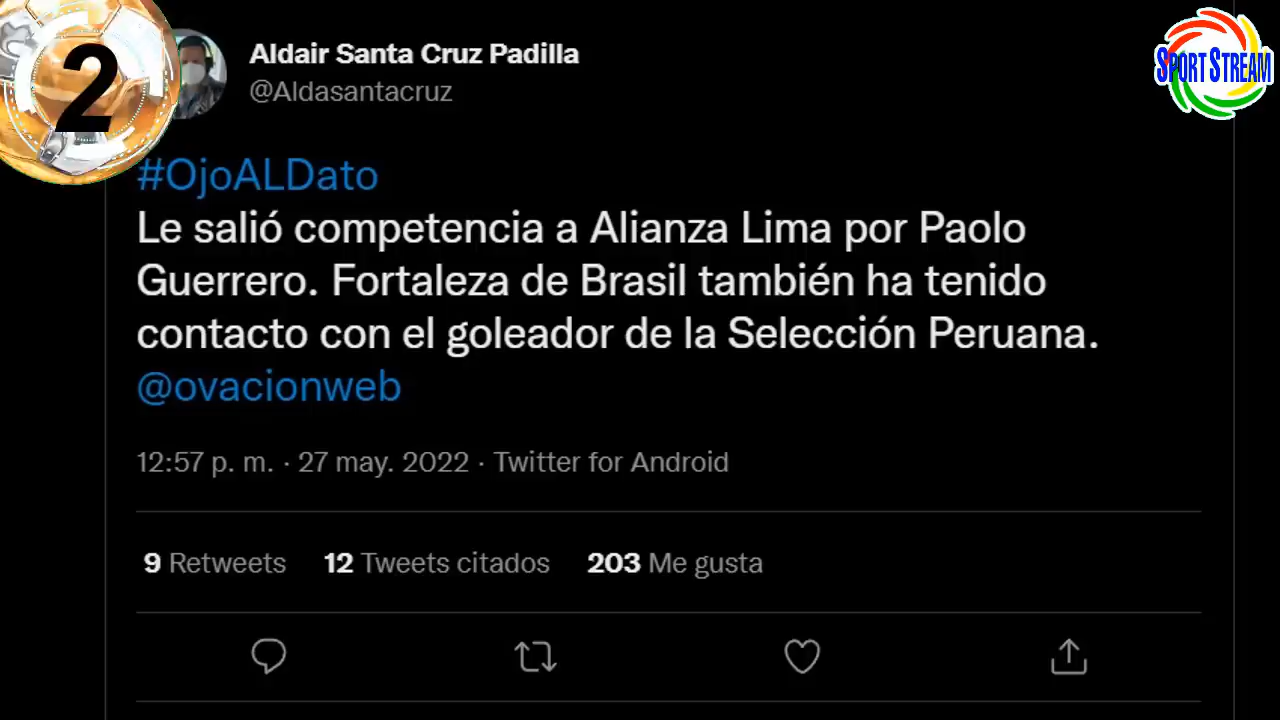 2
Aldair Santa Cruz Padilla
SPORT STREAM
@Aldasantacruz
#OjoALDato
Le salió competencia a Alianza Lima por Paolo
Guerrero. Fortaleza de Brasil también ha tenido
contacto con el goleador de la Selección Peruana.
@ovacionweb
12:57 p. m. · 27 may. 2022 · Twitter for Android
9 Retweets 12 Tweets citados 203 Me gusta